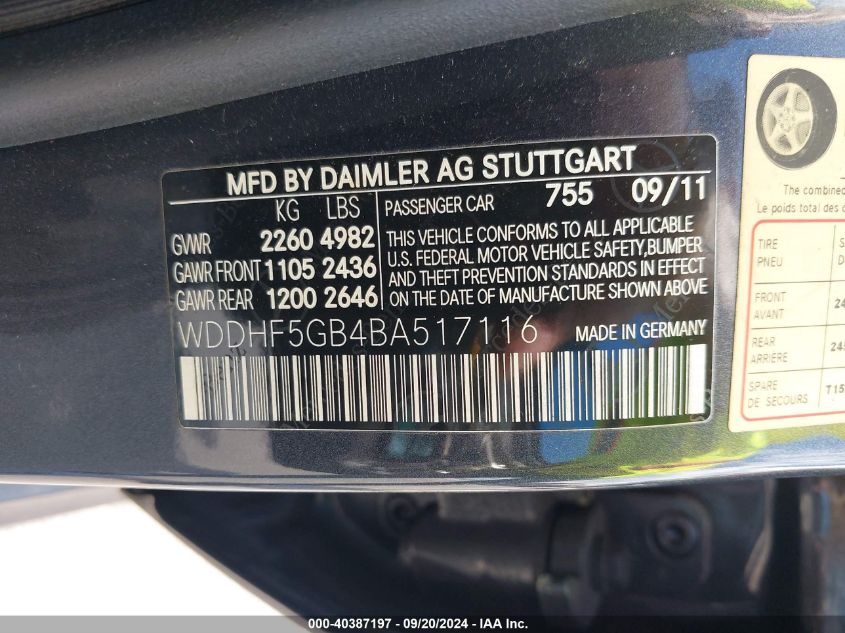 MFD BY DAIMLER AG STUTTGART
KG LBS
GVWR 2260 4982
GAWR FRONT 1105 2436
GAWR REAR 1200 2646
PASSENGER CAR 755 09/11
THIS VEHICLE CONFORMS TO ALL APPLICABLE
U.S. FEDERAL MOTOR VEHICLE SAFETY, BUMPER
AND THEFT PREVENTION STANDARDS IN EFFECT
ON THE DATE OF MANUFACTURE SHOWN ABOVE
WDDHF5GB4BA517116 MADE IN GERMANY
The combined
Le poids total des
TIRE
PNEU
FRONT
AVANT
REAR
ARRIÈRE
SPARE
DE SECOURS
000-40387197 - 09/20/2024 - IAAI Inc.